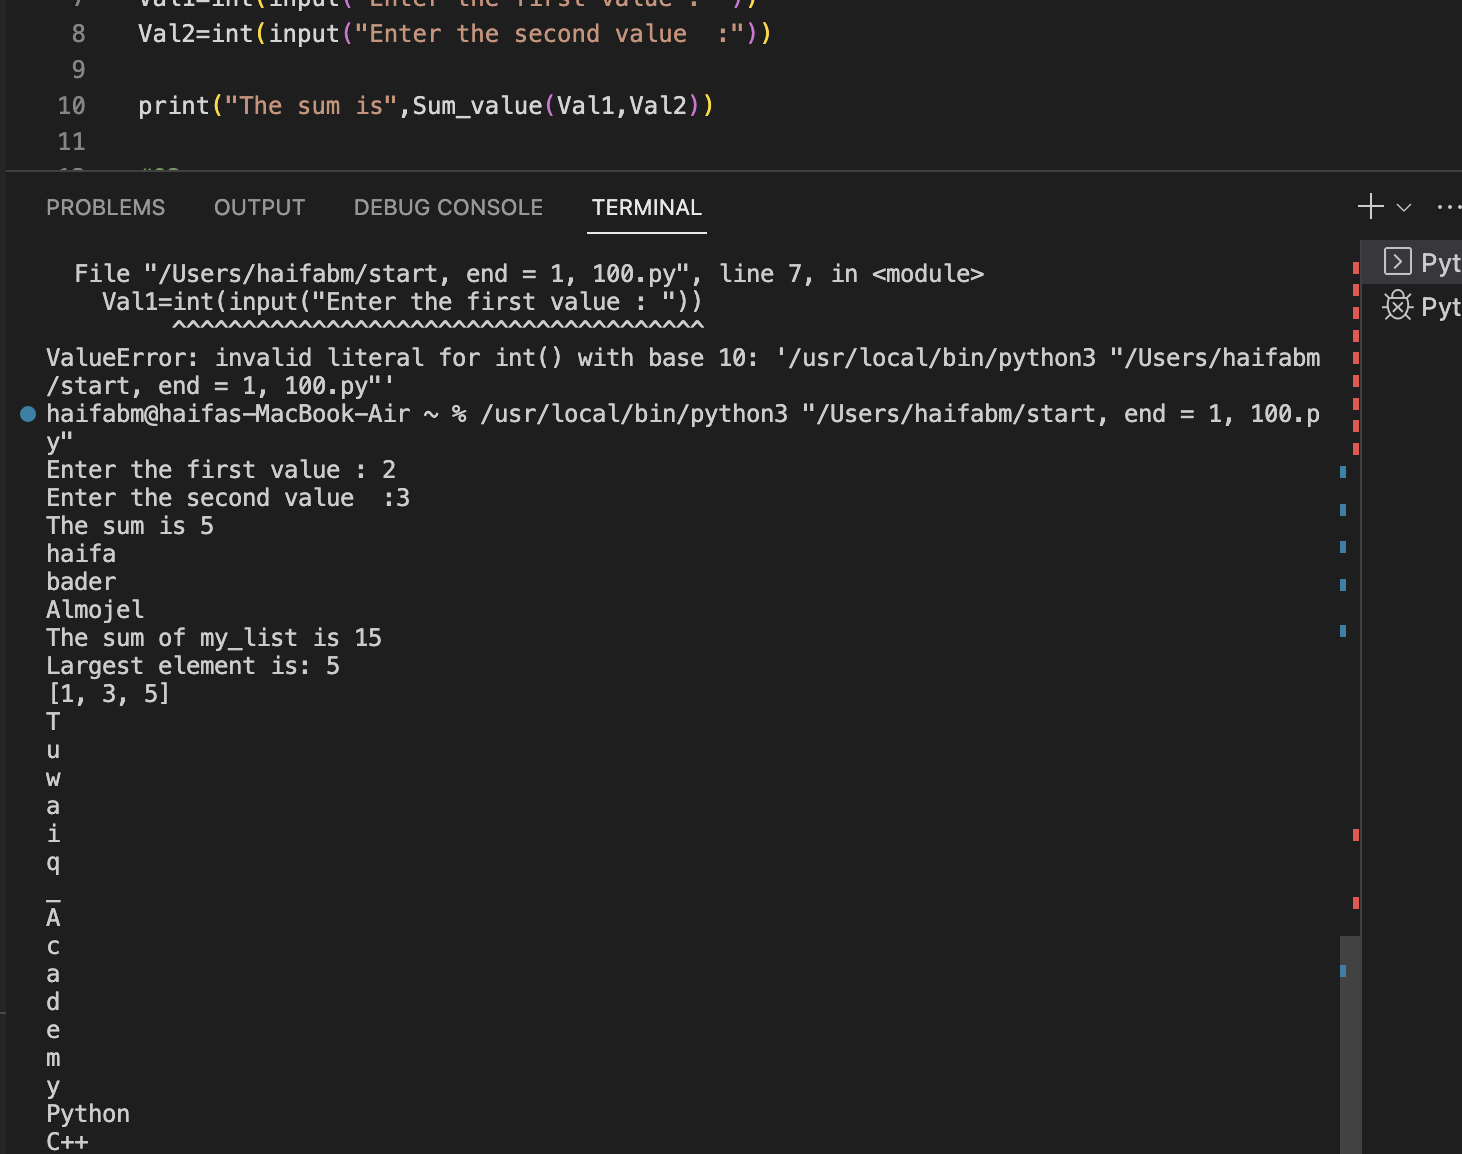 7 Val1=int(input("Enter the first value : "))
8 Val2=int(input("Enter the second value  :"))
9
10 print("The sum is",Sum_value(Val1,Val2))
11
PROBLEMS OUTPUT DEBUG CONSOLE TERMINAL
File "/Users/haifabm/start, end = 1, 100.py", line 7, in <module>
Val1=int(input("Enter the first value : "))
^^^^^^^^^^^^^^^^^^^^^^^^^^^^^^^^^^^^^^
ValueError: invalid literal for int() with base 10: '/usr/local/bin/python3 "/Users/haifabm
/start, end = 1, 100.py"'
haifabm@haifas-MacBook-Air ~ % /usr/local/bin/python3 "/Users/haifabm/start, end = 1, 100.p
y"
Enter the first value : 2
Enter the second value  :3
The sum is 5
haifa
bader
Almojel
The sum of my_list is 15
Largest element is: 5
[1, 3, 5]
T
u
w
a
i
q
_
A
c
a
d
e
m
y
Python
C++
Pyt
Pyt